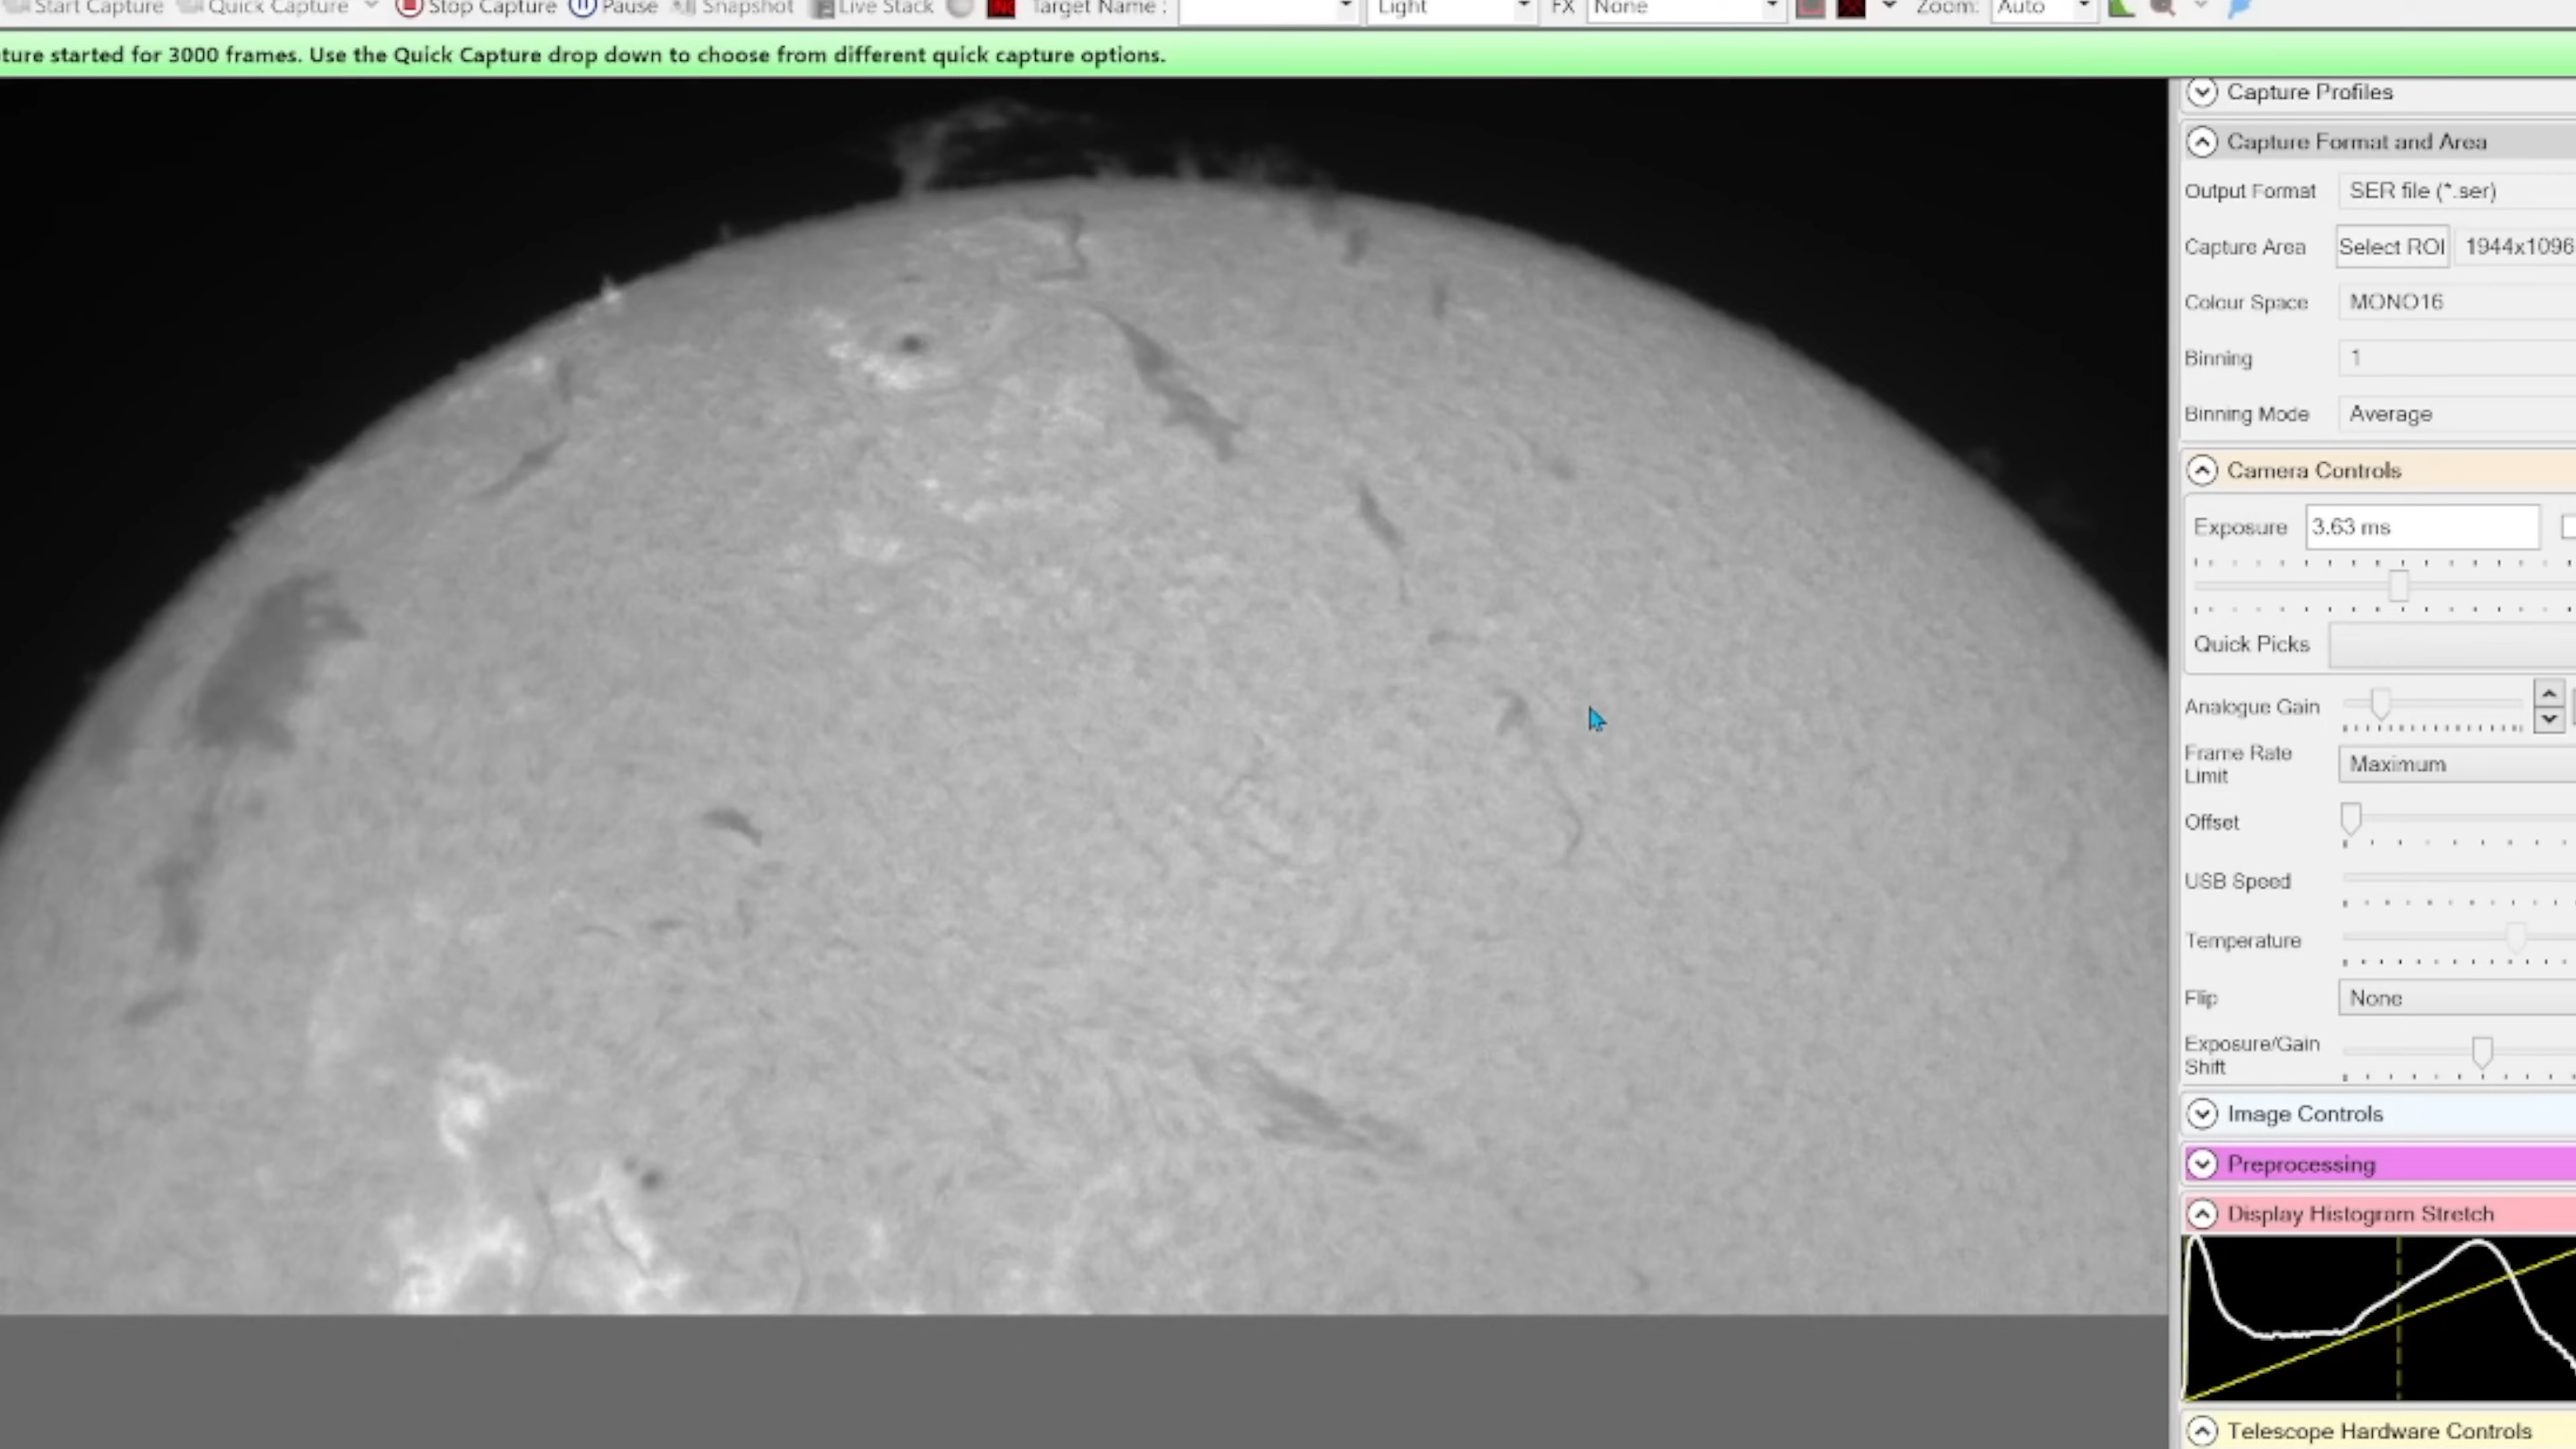 Start Capture Quick Capture Stop Capture Pause Snapshot Live Stack Target Name : Light FX None Zoom: Auto
ture started for 3000 frames. Use the Quick Capture drop down to choose from different quick capture options.
Capture Profiles
Capture Format and Area
Output Format SER file (*.ser)
Capture Area Select ROI 1944x1096
Colour Space MONO16
Binning 1
Binning Mode Average
Camera Controls
Exposure 3.63 ms
Quick Picks
Analogue Gain
Frame Rate
Limit
Maximum
Offset
USB Speed
Temperature
Flip None
Exposure/Gain
Shift
Image Controls
Preprocessing
Display Histogram Stretch
Telescope Hardware Controls